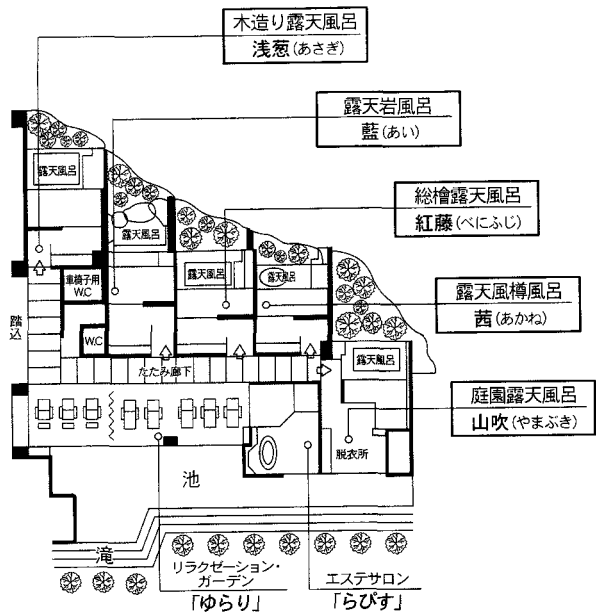 木造り露天風呂
浅葱(あさぎ)
露天岩風呂
藍(あい)
総檜露天風呂
紅藤(べにふじ)
露天風樽風呂
茜(あかね)
庭園露天風呂
山吹(やまぶき)
露天風呂
露天風呂
露天風呂
露天風呂
露天風呂
車椅子用
W.C
W.C
踏込
たたみ廊下
脱衣所
池
滝
リラクゼーション・
ガーデン
「ゆらり」
エステサロン
「らぴす」